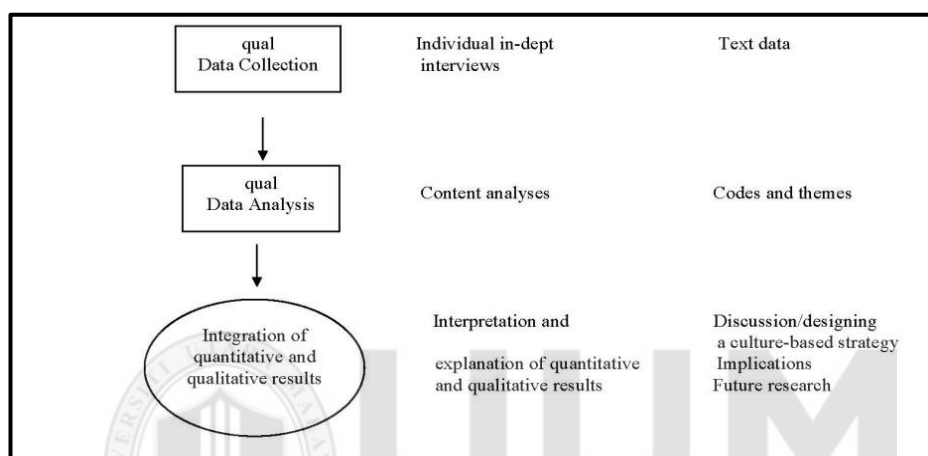 qual
Data Collection
Individual in-dept
interviews
Text data
qual
Data Analysis
Content analyses
Codes and themes
Integration of
quantitative and
qualitative results
Interpretation and
explanation of quantitative
and qualitative results
Discussion/designing
a culture-based strategy
Implications
Future research
UUM